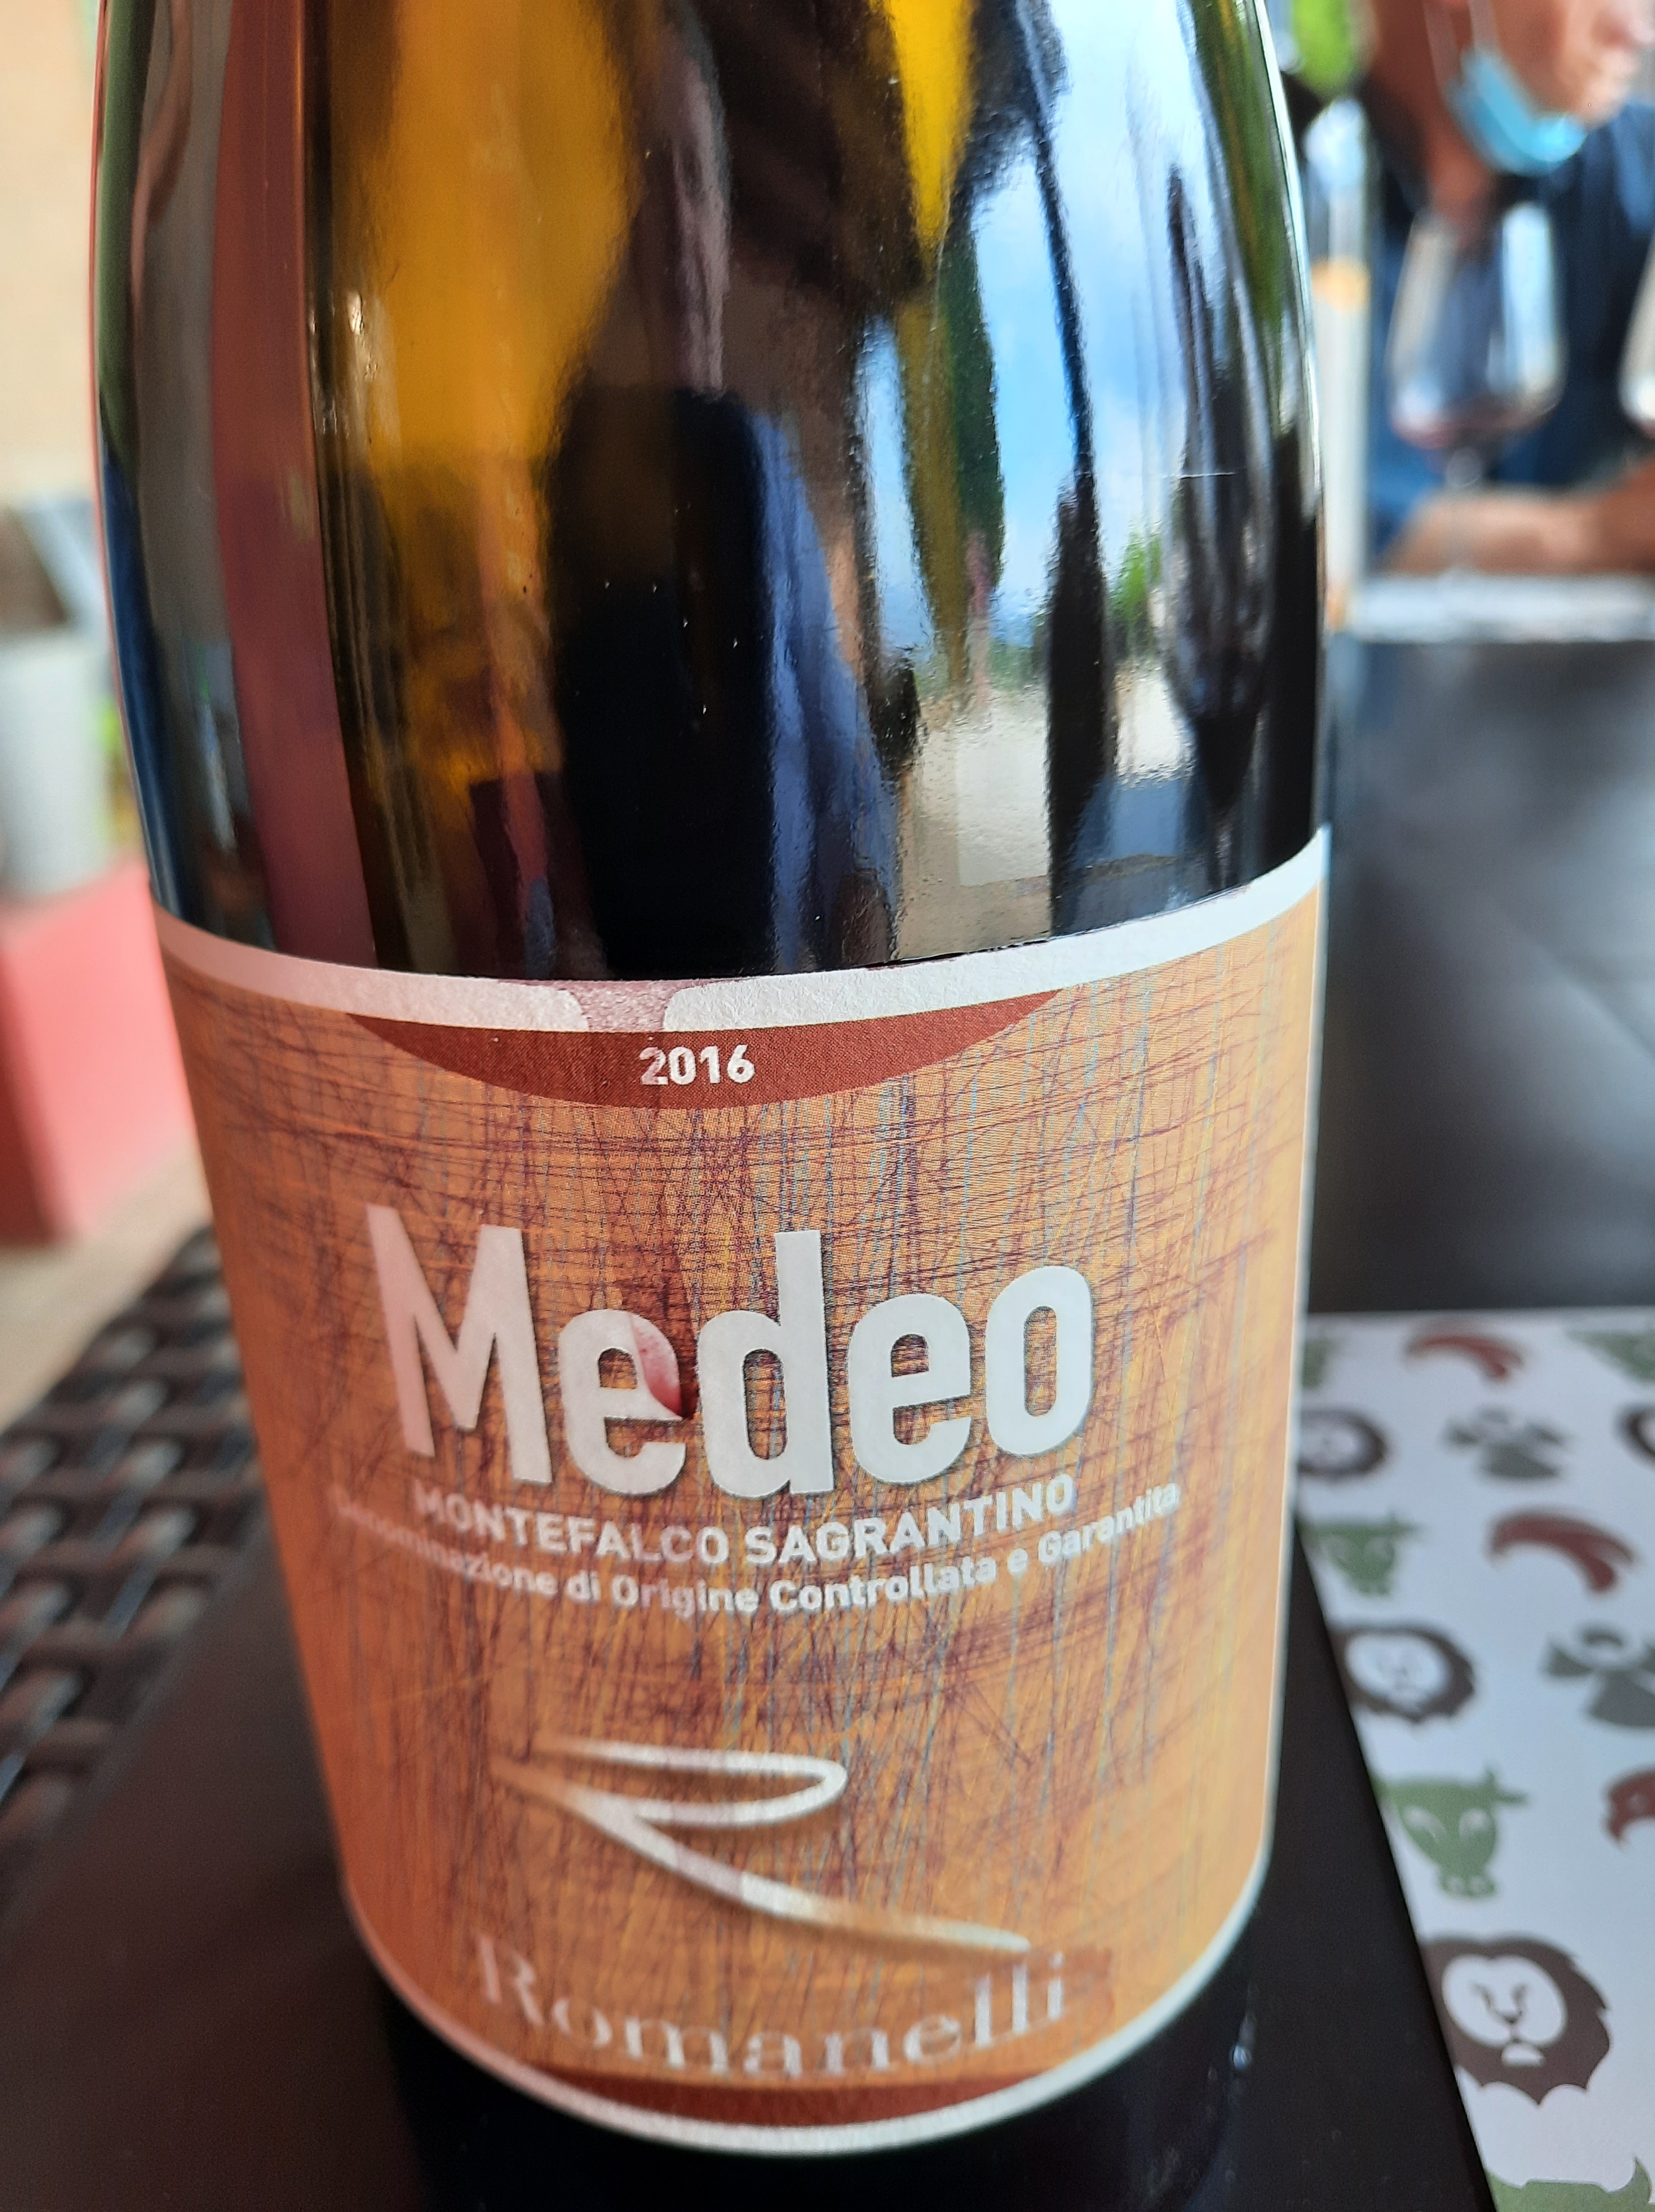 2016
Medeo
MONTEFALCO SAGRANTINO
Denominazione di Origine Controllata e Garantita
R
Romanelli